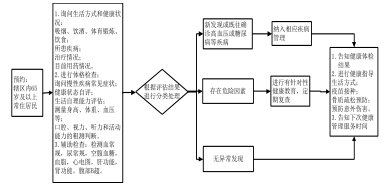 预约:
辖区内65
岁及以上
常住居民
1.询问生活方式和健康状
况:
吸烟、饮酒、体育锻炼、
饮食;
所患疾病;
治疗情况;
目前用药情况。
2.进行体格检查:
询问慢性疾病常见症状;
健康状态自评;
生活自理能力评估;
测量身高、体重、血压
等;
口腔、视力、听力和活动
能力的粗测判断。
3.辅助检查:检测血常
规、尿常规、空腹血糖、
血脂、心电图、肝功能、
肾功能、腹部B超。
根据评估结果
进行分类处理
新发现或既往确
诊高血压或糖尿
病等疾病
纳入相应疾病
管理
存在危险因素
进行有针对性
健康教育,定
期复查
无异常发现
1.告知健康体检
结果
2.进行健康指导
生活方式;
疫苗接种;
骨质疏松预防;
预防意外伤害。
3.告知下次健康
管理服务时间